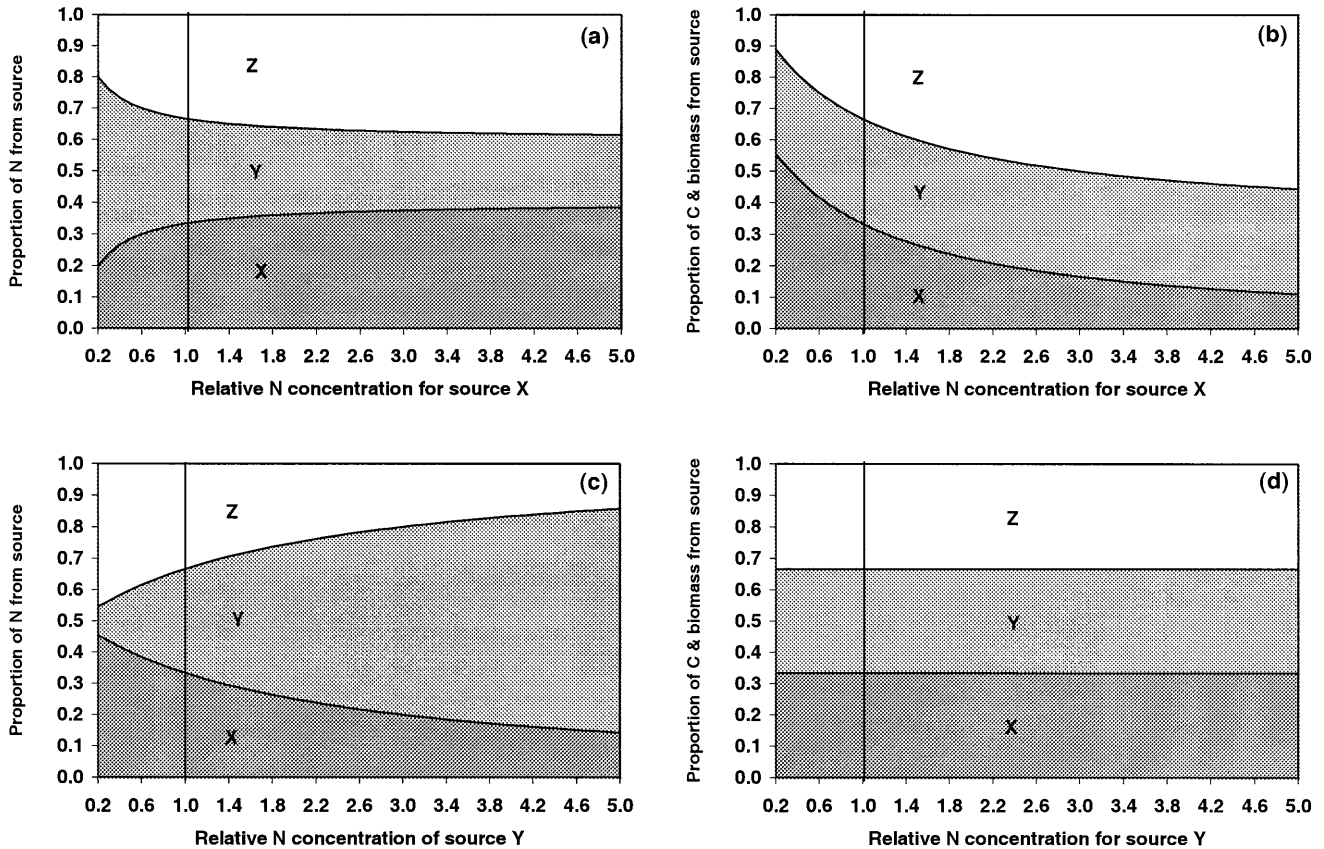 Proportion of N from source
1.0
0.9
0.8
0.7
0.6
0.5
0.4
0.3
0.2
0.1
0.0
(a)
Z
Y
X
0.2 0.6 1.0 1.4 1.8 2.2 2.6 3.0 3.4 3.8 4.2 4.6 5.0
Relative N concentration for source X
Proportion of C & biomass from source
1.0
0.9
0.8
0.7
0.6
0.5
0.4
0.3
0.2
0.1
0.0
(b)
Z
Y
X
0.2 0.6 1.0 1.4 1.8 2.2 2.6 3.0 3.4 3.8 4.2 4.6 5.0
Relative N concentration for source X
Proportion of N from source
1.0
0.9
0.8
0.7
0.6
0.5
0.4
0.3
0.2
0.1
0.0
(c)
Z
Y
X
0.2 0.6 1.0 1.4 1.8 2.2 2.6 3.0 3.4 3.8 4.2 4.6 5.0
Relative N concentration of source Y
Proportion of C & biomass from source
1.0
0.9
0.8
0.7
0.6
0.5
0.4
0.3
0.2
0.1
0.0
(d)
Z
Y
X
0.2 0.6 1.0 1.4 1.8 2.2 2.6 3.0 3.4 3.8 4.2 4.6 5.0
Relative N concentration for source Y